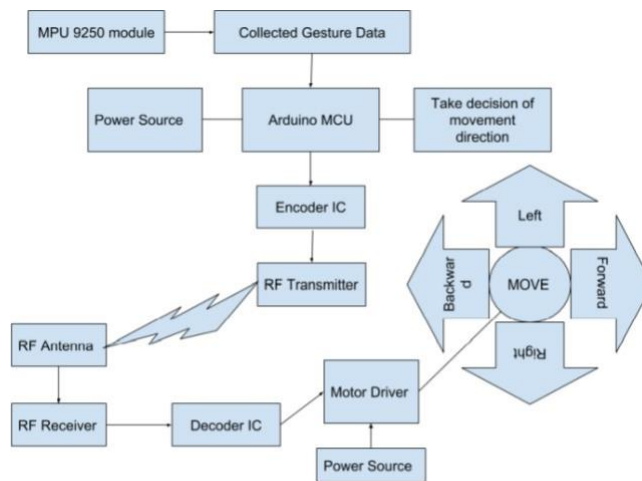 MPU 9250 module
Collected Gesture Data
Power Source
Arduino MCU
Take decision of
movement
direction
Encoder IC
Left
RF Transmitter
Backwar
d
MOVE
Forward
Right
RF Antenna
Motor Driver
RF Receiver
Decoder IC
Power Source